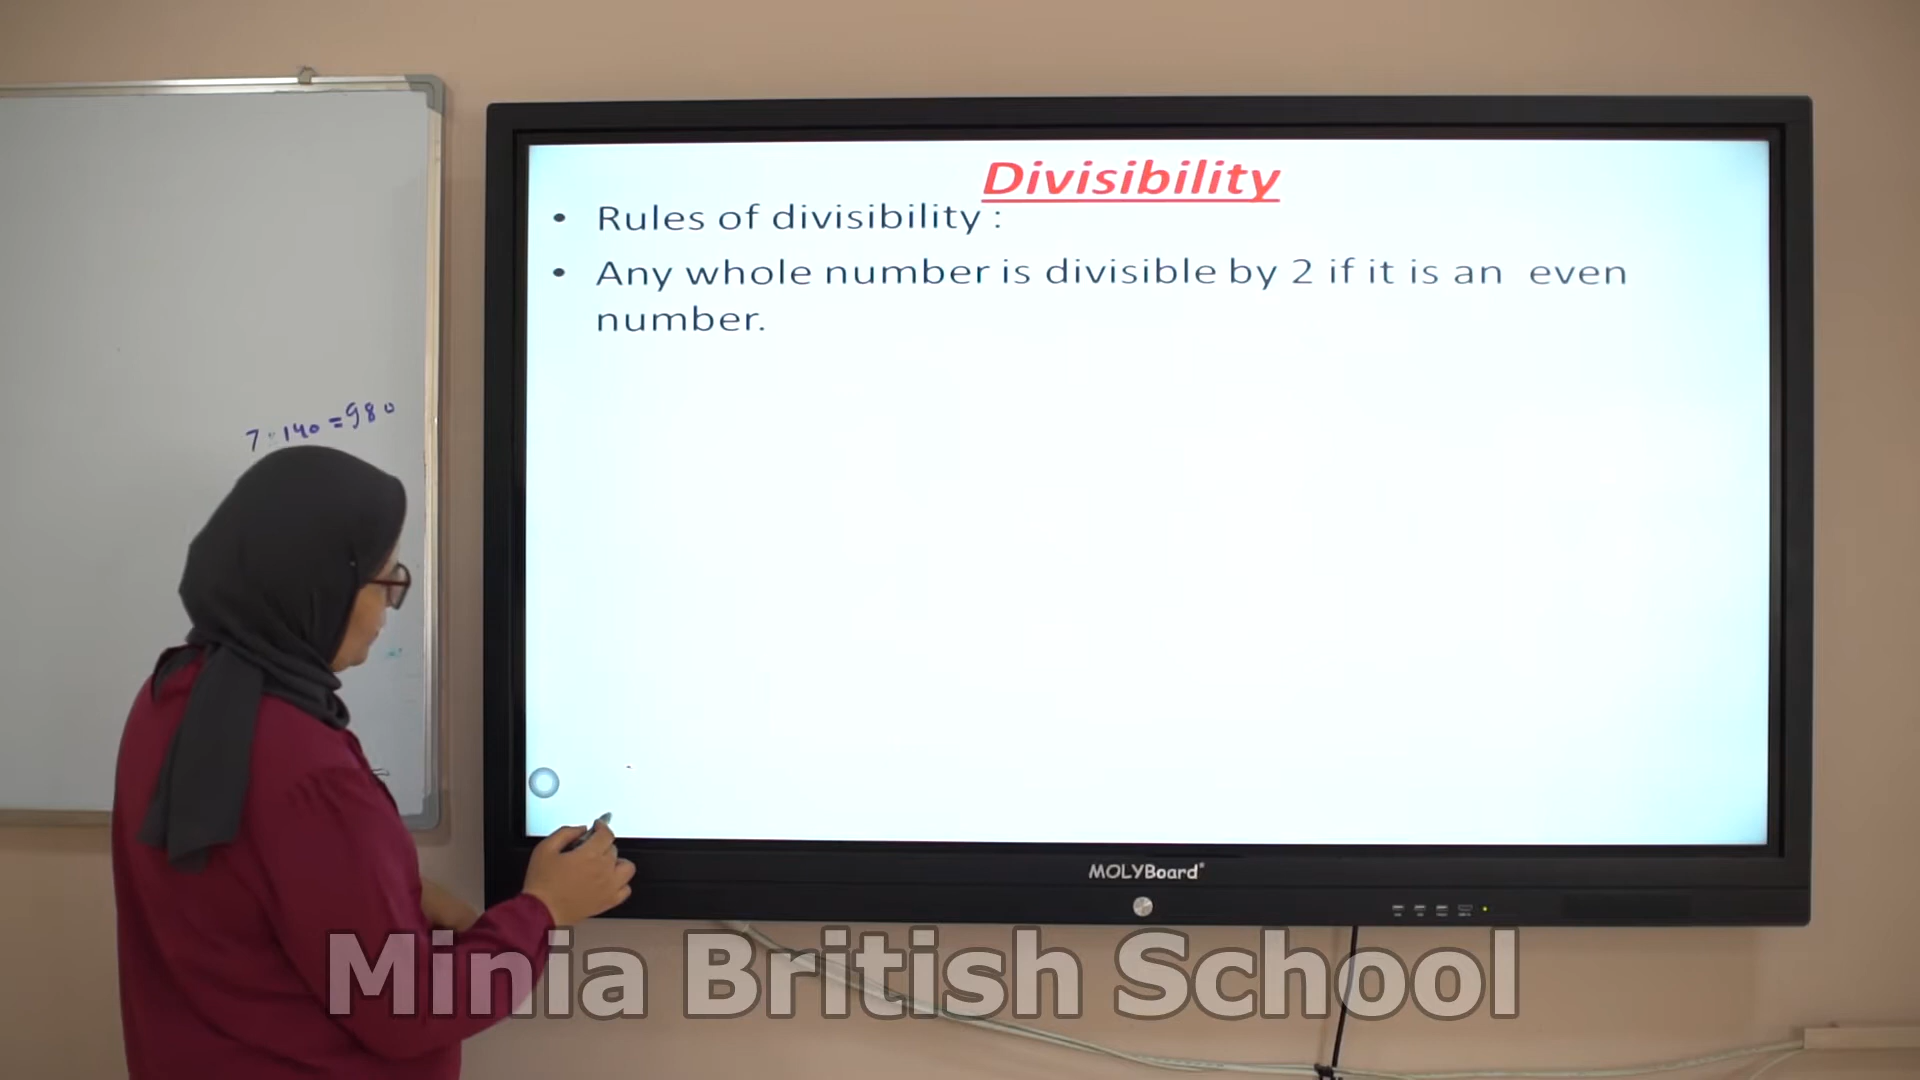 Divisibility
• Rules of divisibility :
• Any whole number is divisible by 2 if it is an even
number.
7 · 140 = 980
MOLYBoard
Minia British School